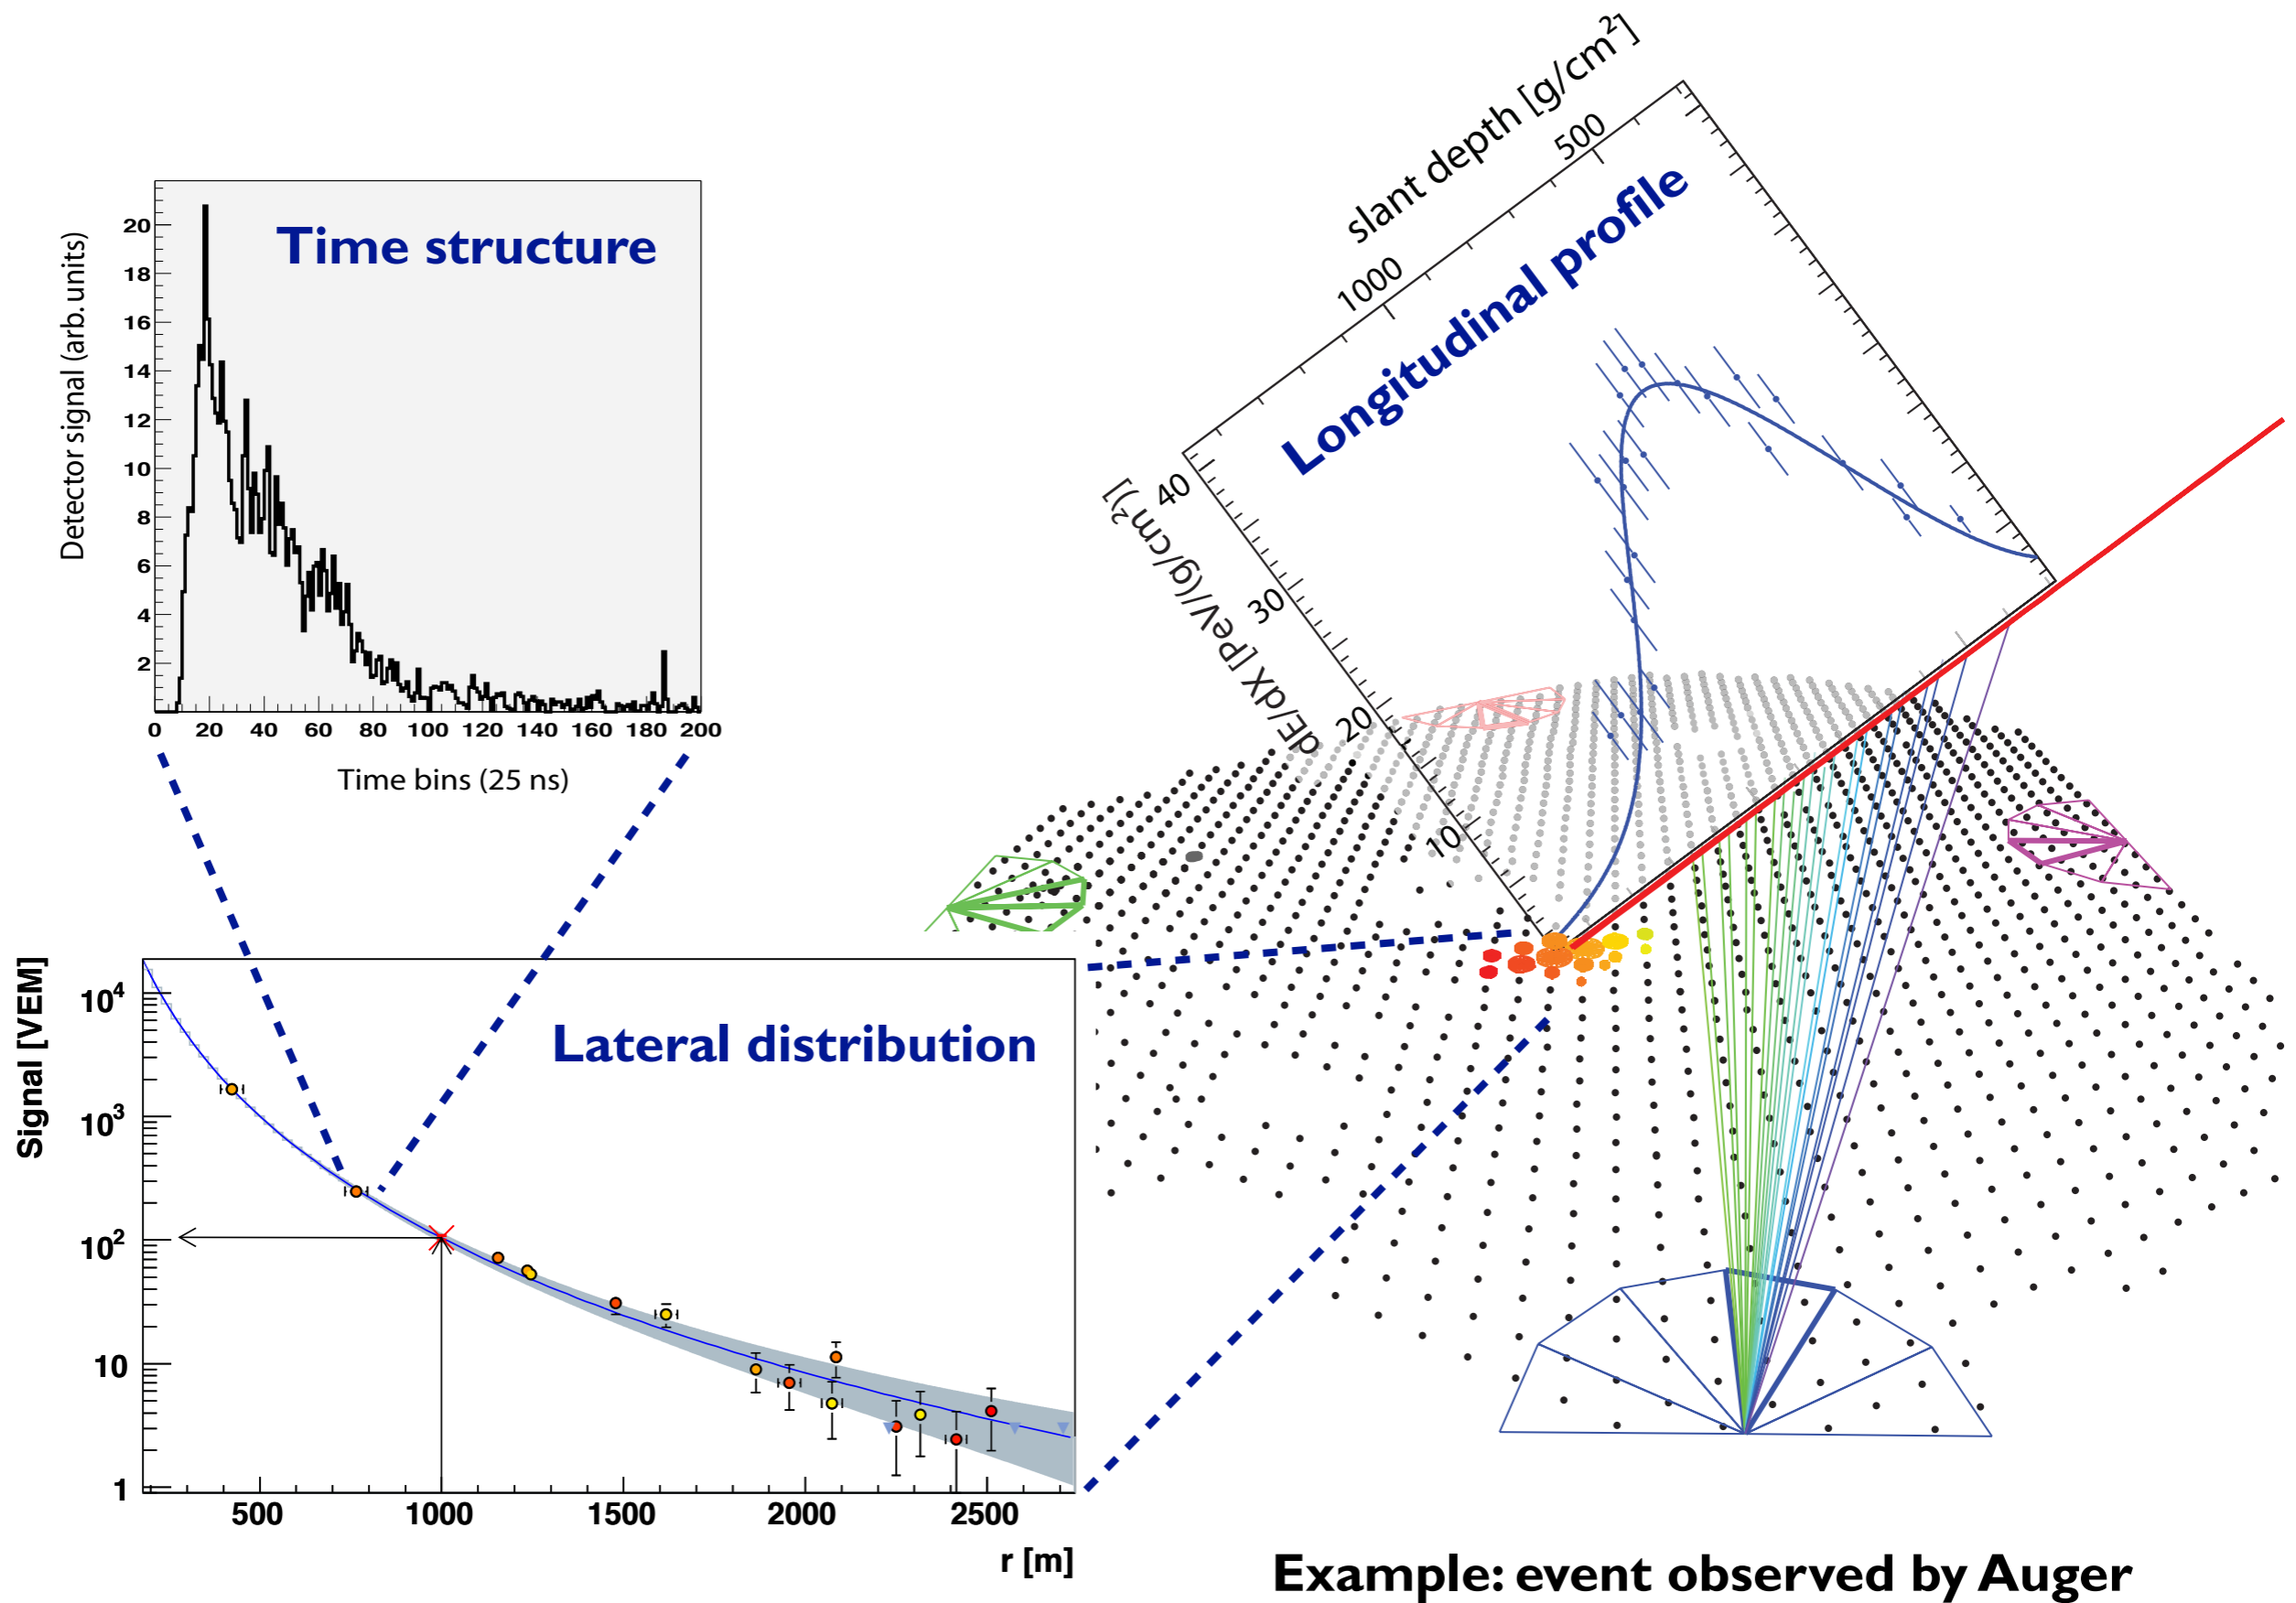 slant depth [g/cm²]
500
1000
Longitudinal profile
40
30
20
10
dE/dX [PeV/(g/cm²)]
Time structure
Detector signal (arb. units)
20
18
16
14
12
10
8
6
4
2
0 20 40 60 80 100 120 140 160 180 200
Time bins (25 ns)
Lateral distribution
Signal [VEM]
10⁴
10³
10²
10
1
500 1000 1500 2000 2500
r [m]
Example: event observed by Auger